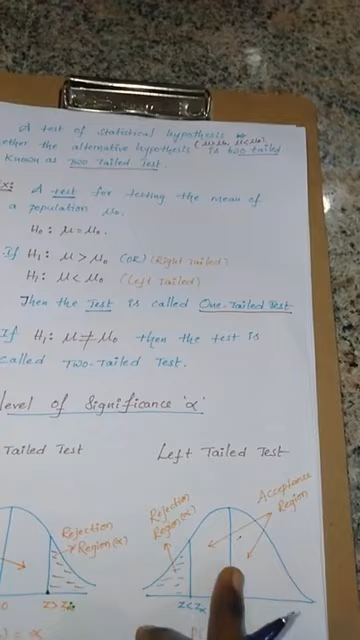 A test of statistical hypothesis
ether the alternative hypothesis is two-tailed
known as Two Tailed Test.
Ex: A test for testing the mean of
a population μ₀.
H₀: μ = μ₀.
If H₁: μ > μ₀ (OR) (Right Tailed)
H₁: μ < μ₀ (Left Tailed)
Then the Test is called One-Tailed Test
If H₁: μ ≠ μ₀ then the test is
called Two-Tailed Test.
level of Significance 'α'
Tailed Test
Left Tailed Test
Rejection
Region(α)
Rejection
Region(α)
Acceptance
Region